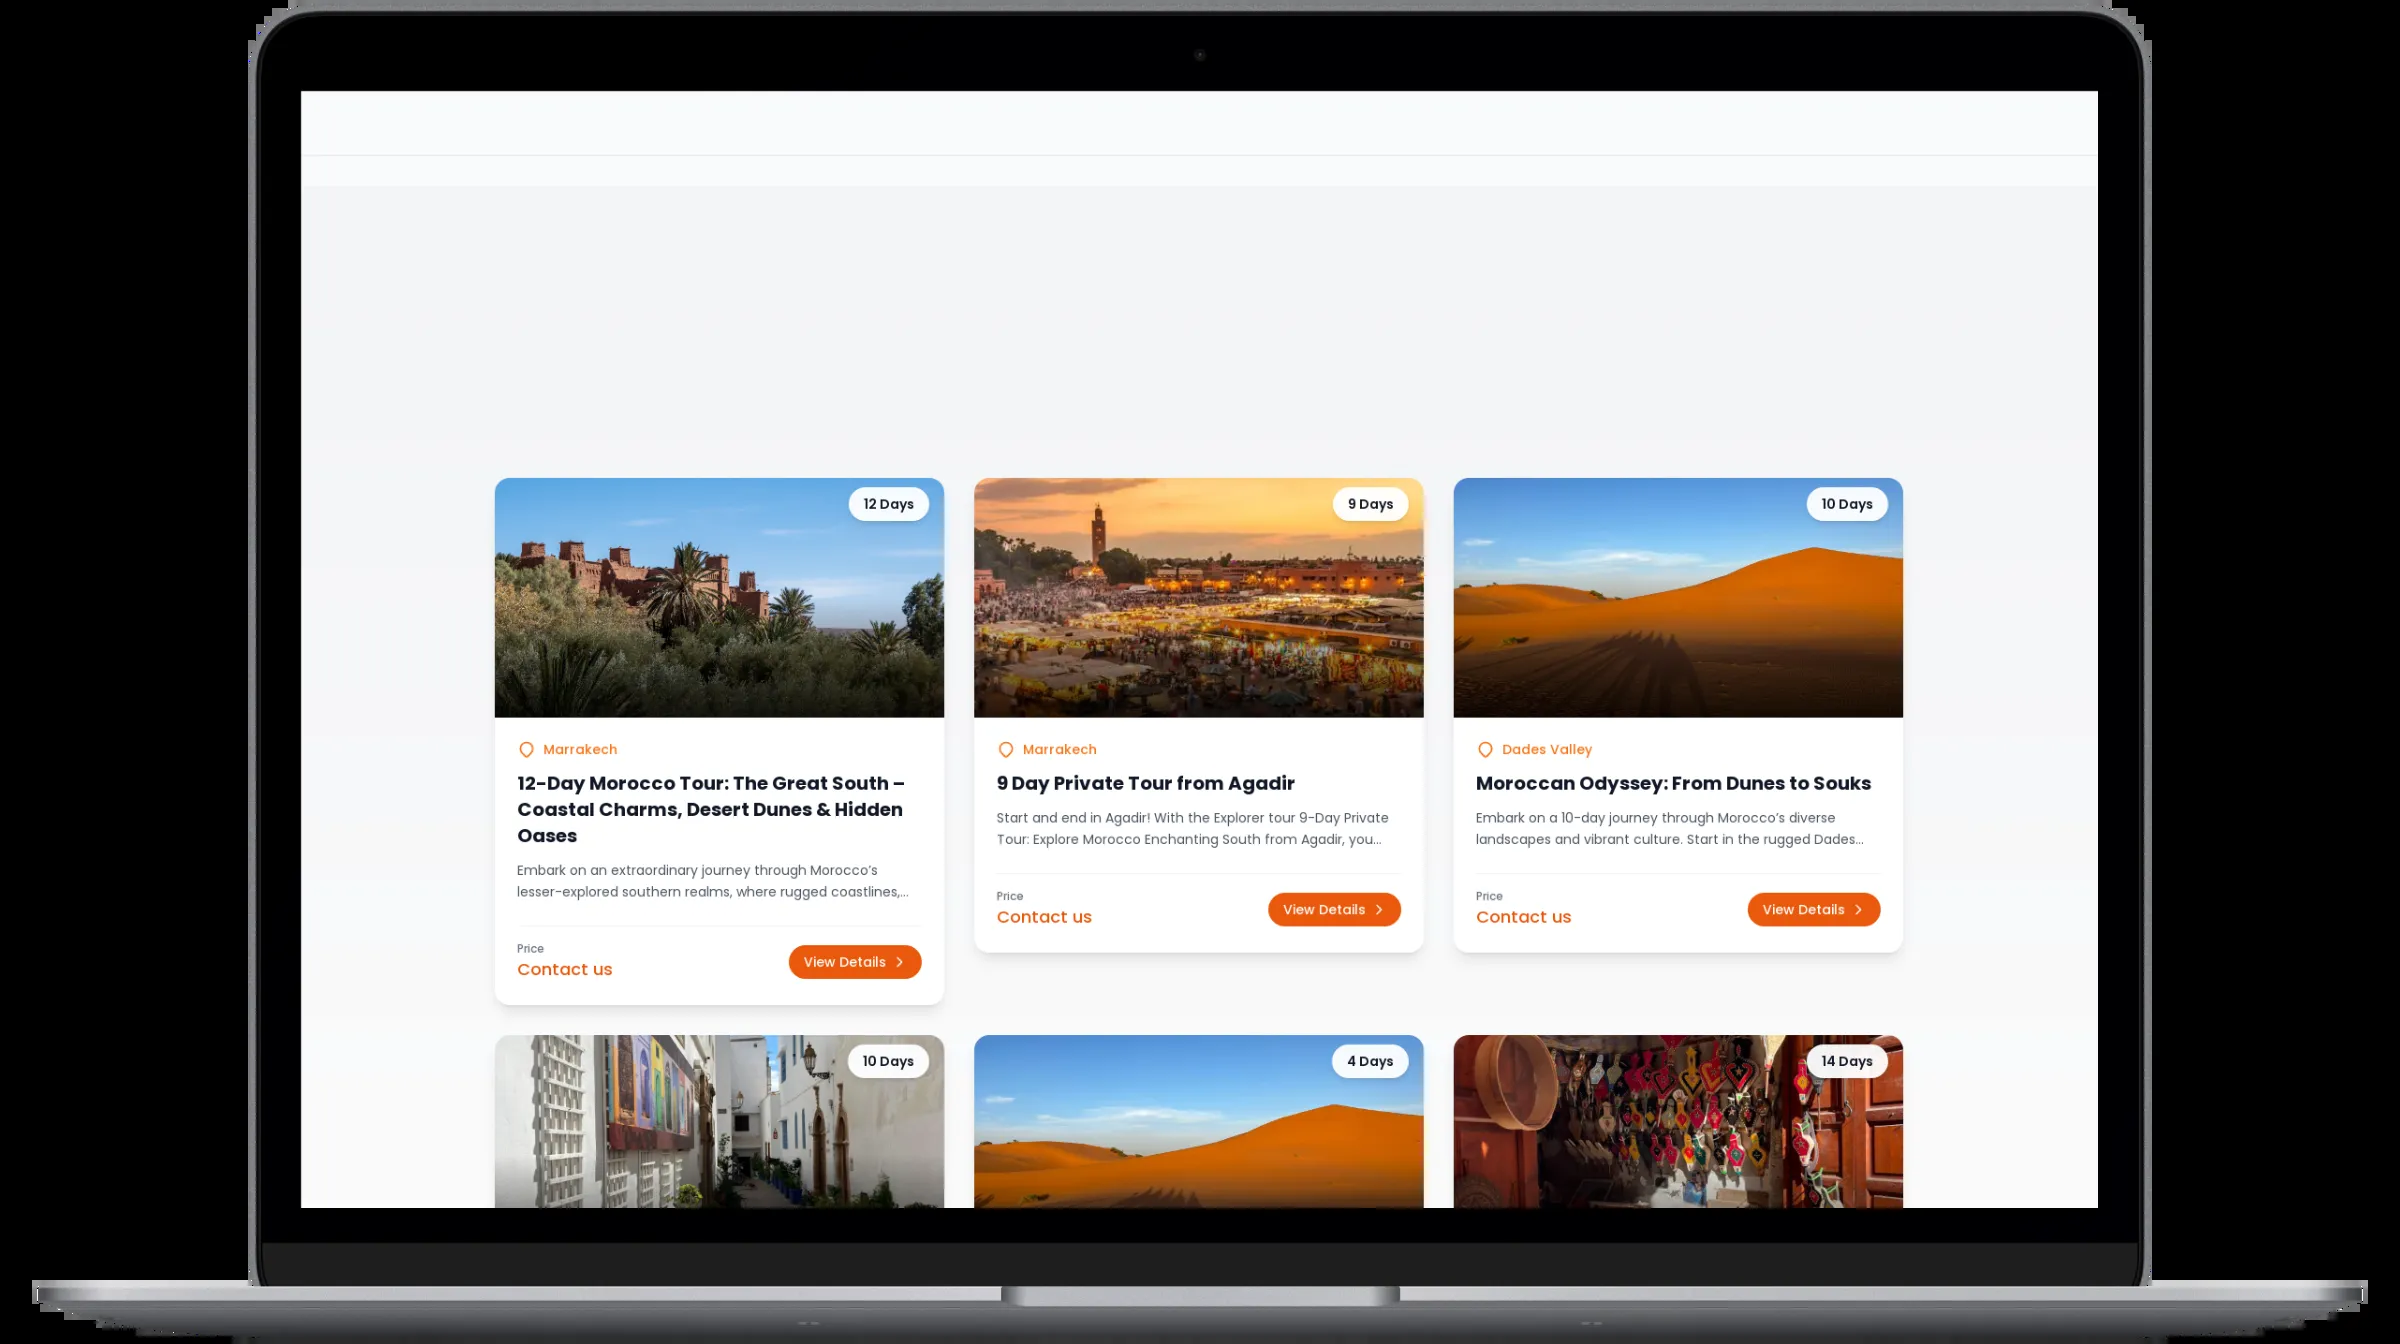 12 Days
Marrakech
12-Day Morocco Tour: The Great South –
Coastal Charms, Desert Dunes & Hidden
Oases
Embark on an extraordinary journey through Morocco’s
lesser-explored southern realms, where rugged coastlines,...
Price
Contact us
View Details
9 Days
Marrakech
9 Day Private Tour from Agadir
Start and end in Agadir! With the Explorer tour 9-Day Private
Tour: Explore Morocco Enchanting South from Agadir, you...
Price
Contact us
View Details
10 Days
Dades Valley
Moroccan Odyssey: From Dunes to Souks
Embark on a 10-day journey through Morocco’s diverse
landscapes and vibrant culture. Start in the rugged Dades...
Price
Contact us
View Details
10 Days
4 Days
14 Days